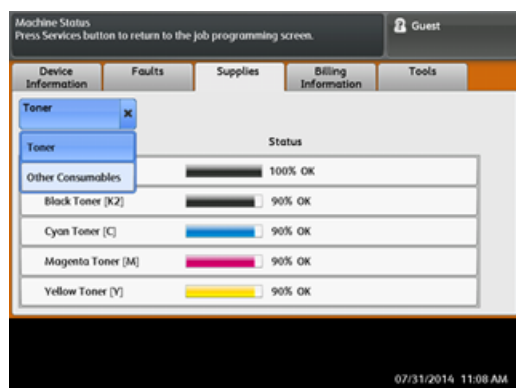 Machine Status
Press Services button to return to the job programming screen.
Guest
Device Information
Faults
Supplies
Billing Information
Tools
Toner
Toner
Other Consumables
Status
100% OK
Black Toner [K2]
90% OK
Cyan Toner [C]
90% OK
Magenta Toner [M]
90% OK
Yellow Toner [Y]
90% OK
07/31/2014 11:08 AM